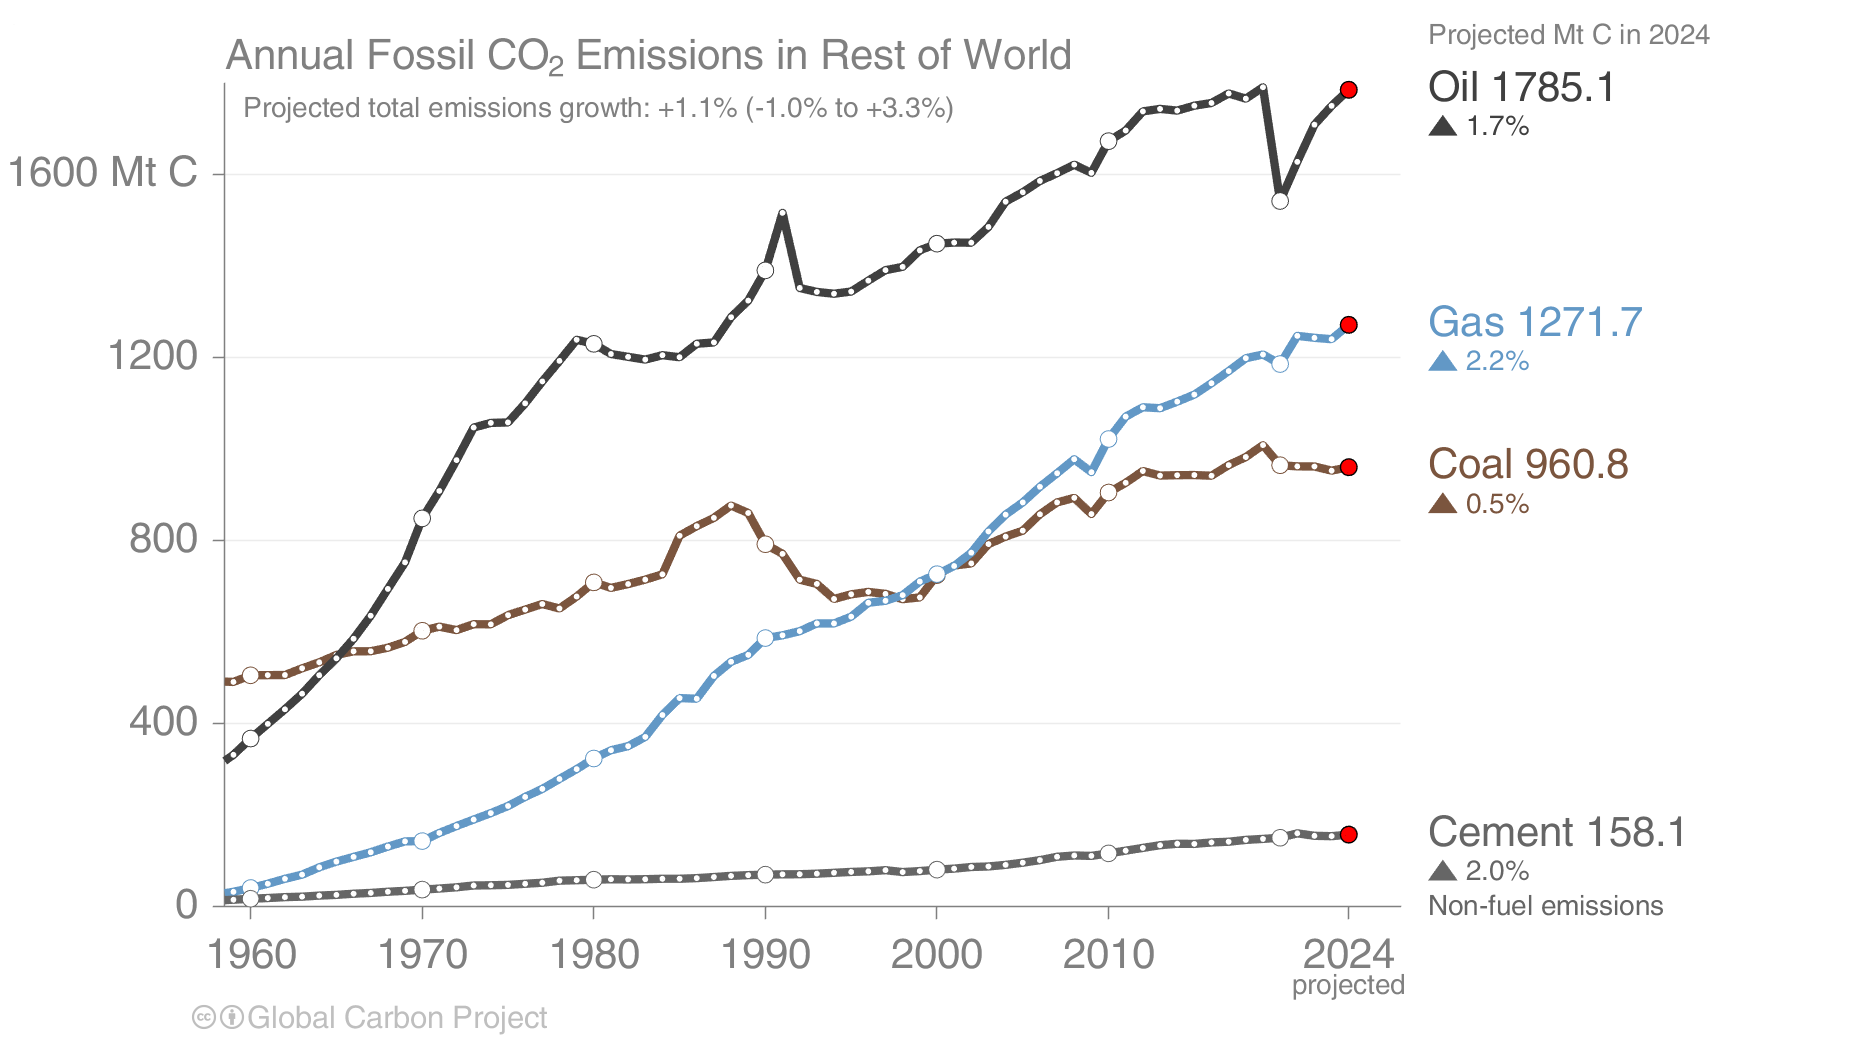 Annual Fossil CO₂ Emissions in Rest of World
Projected total emissions growth: +1.1% (-1.0% to +3.3%)
Projected Mt C in 2024
Oil 1785.1
▲ 1.7%
Gas 1271.7
▲ 2.2%
Coal 960.8
▲ 0.5%
Cement 158.1
▲ 2.0%
Non-fuel emissions
1600 Mt C
1200
800
400
0
1960 1970 1980 1990 2000 2010 2024
projected
cc Global Carbon Project